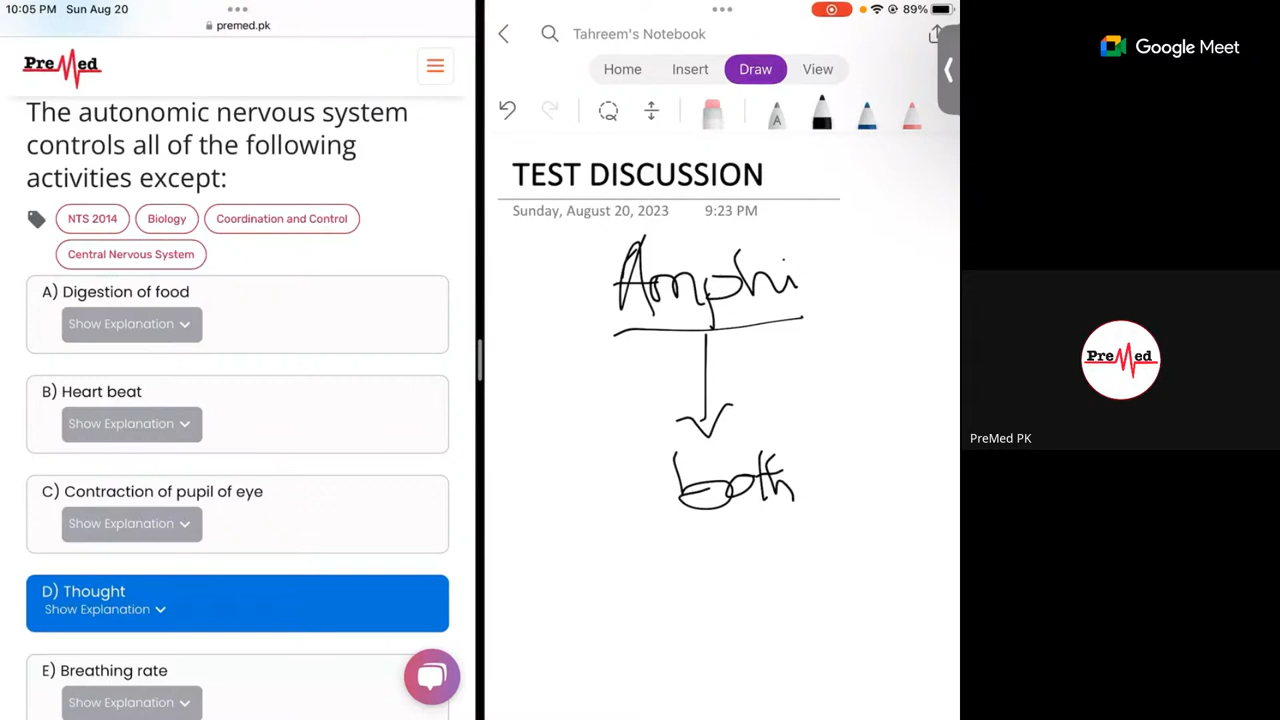 10:05 PM Sun Aug 20
premed.pk
PreMed
The autonomic nervous system
controls all of the following
activities except:
NTS 2014
Biology
Coordination and Control
Central Nervous System
A) Digestion of food
Show Explanation
B) Heart beat
Show Explanation
C) Contraction of pupil of eye
Show Explanation
D) Thought
Show Explanation
E) Breathing rate
Show Explanation
89%
Tahreem's Notebook
Home Insert Draw View
A
TEST DISCUSSION
Sunday, August 20, 2023 9:23 PM
Amphi
both
Google Meet
PreMed
PreMed PK